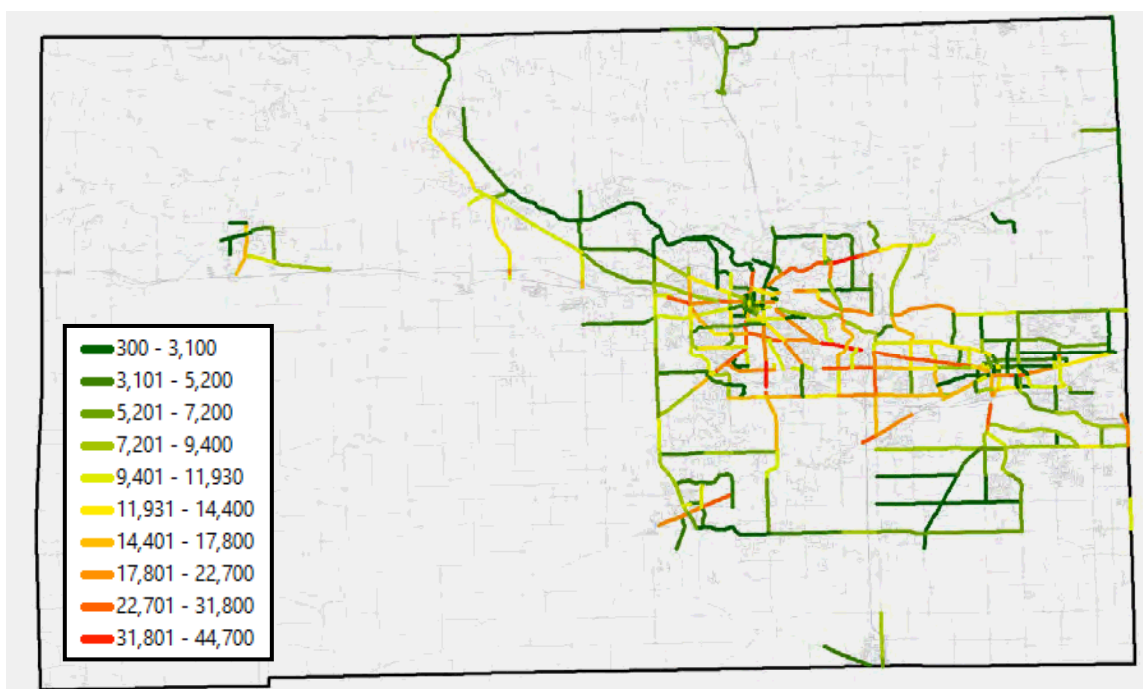 300 - 3,100
3,101 - 5,200
5,201 - 7,200
7,201 - 9,400
9,401 - 11,930
11,931 - 14,400
14,401 - 17,800
17,801 - 22,700
22,701 - 31,800
31,801 - 44,700